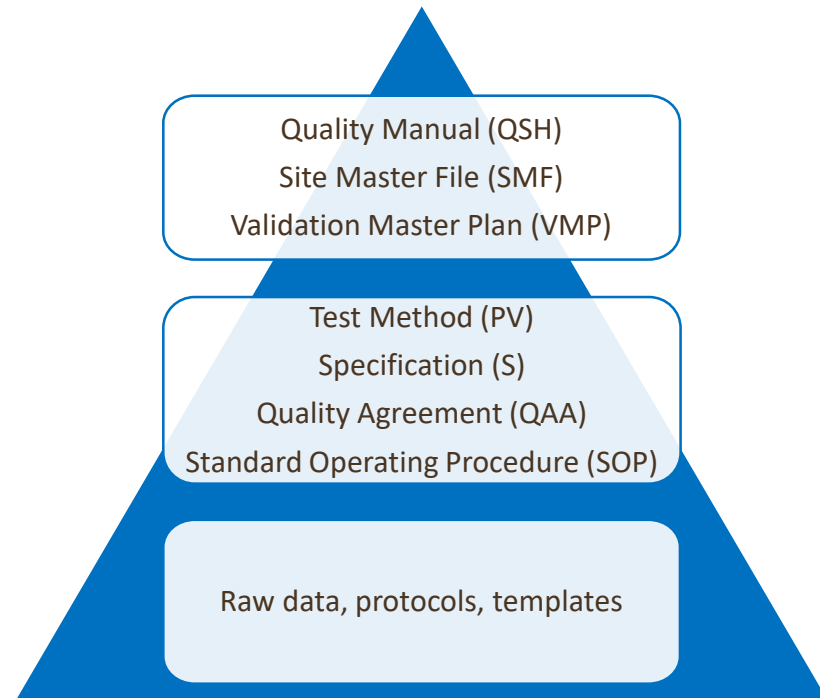 Quality Manual (QSH)
Site Master File (SMF)
Validation Master Plan (VMP)
Test Method (PV)
Specification (S)
Quality Agreement (QAA)
Standard Operating Procedure (SOP)
Raw data, protocols, templates